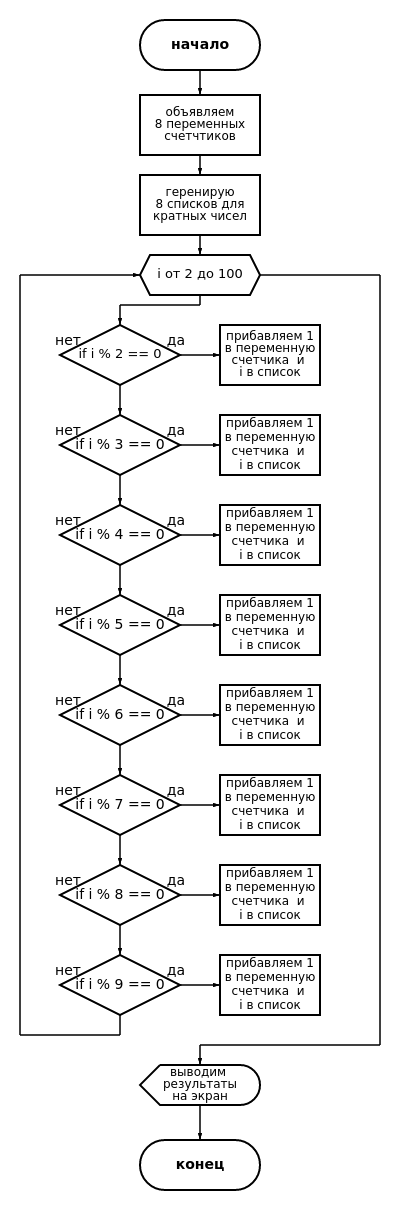 начало
объявляем
8 переменных
счетчтиков
геренирую
8 списков для
кратных чисел
i от 2 до 100
нет
да
if i % 2 == 0
прибавляем 1
в переменную
счетчика и
i в список
нет
да
if i % 3 == 0
прибавляем 1
в переменную
счетчика и
i в список
нет
да
if i % 4 == 0
прибавляем 1
в переменную
счетчика и
i в список
нет
да
if i % 5 == 0
прибавляем 1
в переменную
счетчика и
i в список
нет
да
if i % 6 == 0
прибавляем 1
в переменную
счетчика и
i в список
нет
да
if i % 7 == 0
прибавляем 1
в переменную
счетчика и
i в список
нет
да
if i % 8 == 0
прибавляем 1
в переменную
счетчика и
i в список
нет
да
if i % 9 == 0
прибавляем 1
в переменную
счетчика и
i в список
выводим
результаты
на экран
конец